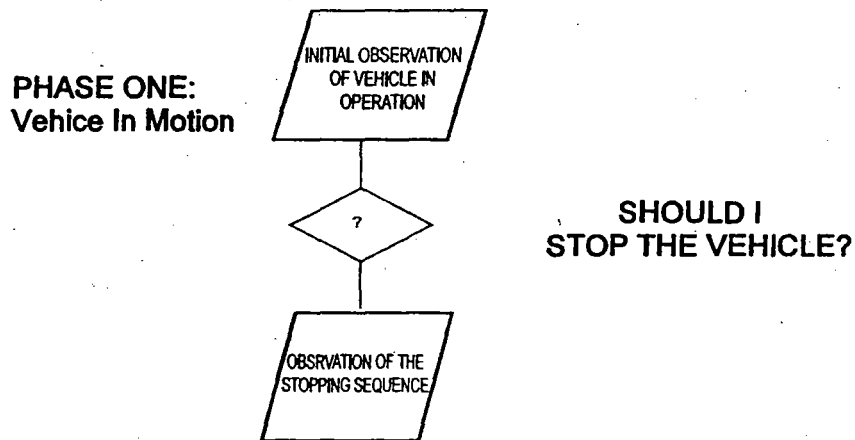 INITIAL OBSERVATION
OF VEHICLE IN
OPERATION
PHASE ONE:
Vehice In Motion
?
SHOULD I
STOP THE VEHICLE?
OBSRVATION OF THE
STOPPING SEQUENCE